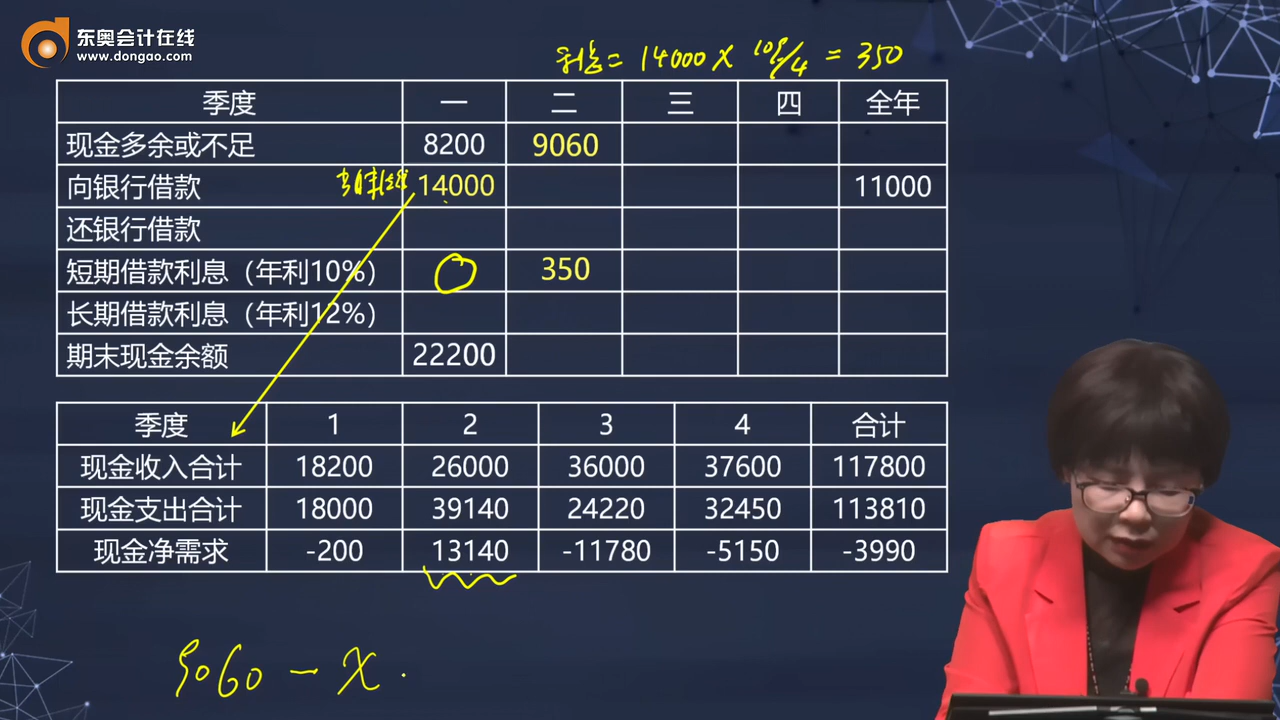 东奥会计在线
www.dongao.com
利息= 14000 × 10%/4 = 350
季度 一 二 三 四 全年
现金多余或不足 8200 9060
向银行借款 14000 11000
还银行借款
短期借款利息（年利10%） 0 350
长期借款利息（年利12%）
期末现金余额 22200
季度 1 2 3 4 合计
现金收入合计 18200 26000 36000 37600 117800
现金支出合计 18000 39140 24220 32450 113810
现金净需求 -200 13140 -11780 -5150 -3990
9060 - X